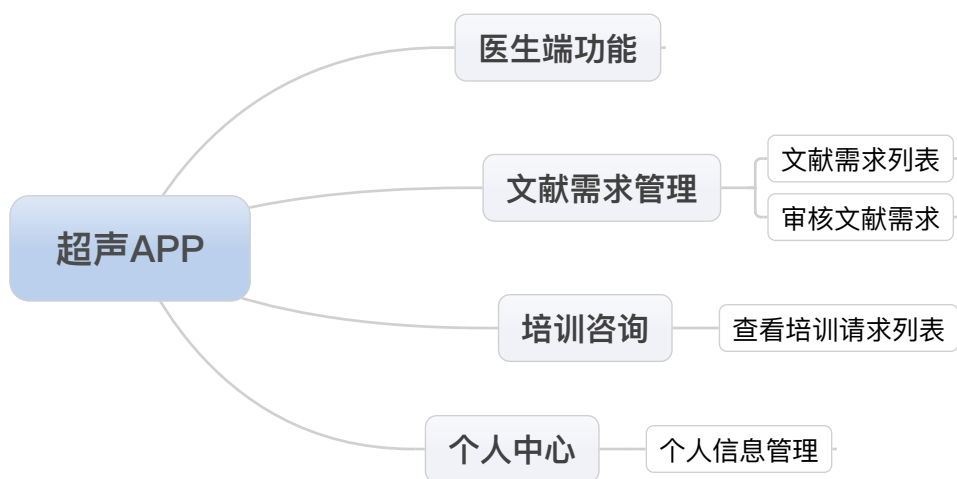 医生端功能
文献需求列表
文献需求管理
审核文献需求
超声APP
培训咨询
查看培训请求列表
个人中心
个人信息管理